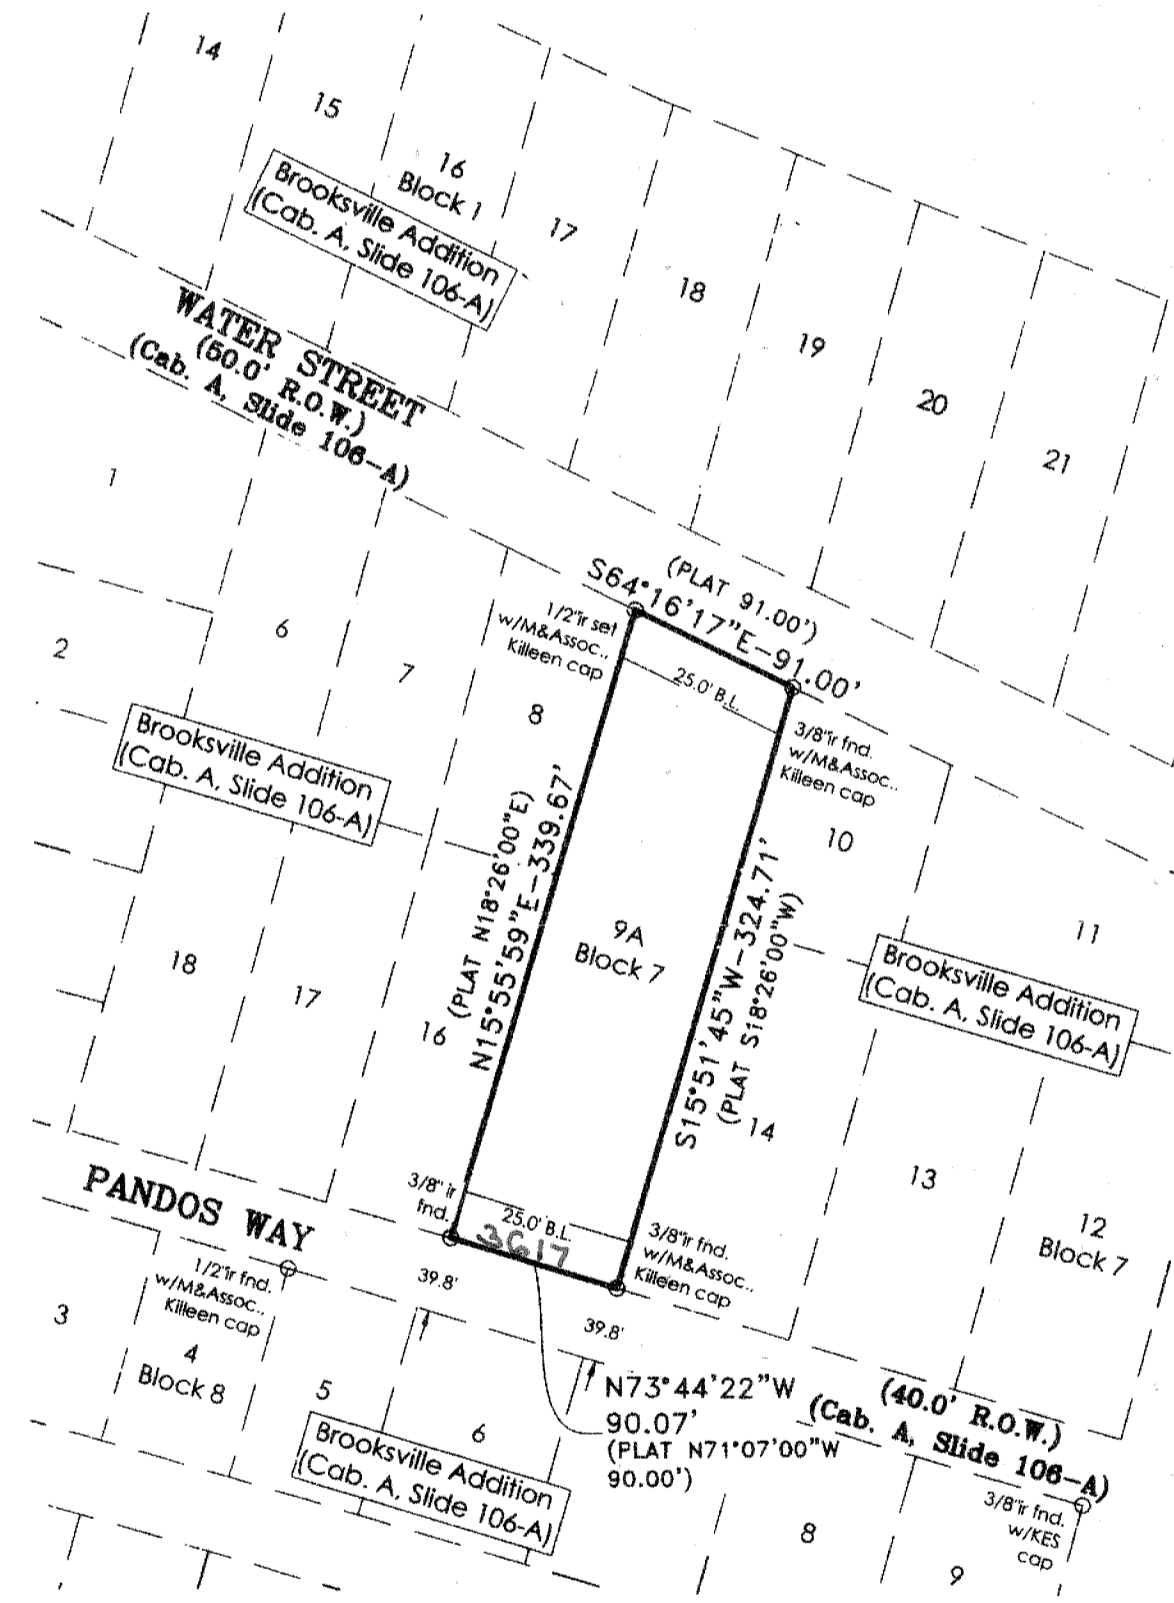 14
15
16
Block 1
Brooksville Addition
(Cab. A, Slide 106-A)
17
18
19
20
21
WATER STREET
(50.0' R.O.W.)
(Cab. A, Slide 106-A)
1
2
6
7
8
(PLAT 91.00')
S64°16'17"E-91.00'
1/2"ir set
w/M&Assoc.,
Killeen cap
25.0' B.L.
3/8"ir fnd.
w/M&Assoc.,
Killeen cap
10
11
Brooksville Addition
(Cab. A, Slide 106-A)
(PLAT N18°26'00"E)
N15°55'59"E-339.67'
9A
Block 7
S15°51'45"W-324.71'
(PLAT S18°26'00"W)
Brooksville Addition
(Cab. A, Slide 106-A)
18
17
16
14
13
12
Block 7
PANDOS WAY
3/8" ir
fnd.
25.0' B.L.
3617
3/8"ir fnd.
w/M&Assoc.,
Killeen cap
1/2"ir fnd.
w/M&Assoc.,
Killeen cap
39.8'
39.8'
3
4
Block 8
5
6
N73°44'22"W
90.07'
(PLAT N71°07'00"W
90.00')
(40.0' R.O.W.)
(Cab. A, Slide 106-A)
Brooksville Addition
(Cab. A, Slide 106-A)
8
9
3/8"ir fnd.
w/KES
cap